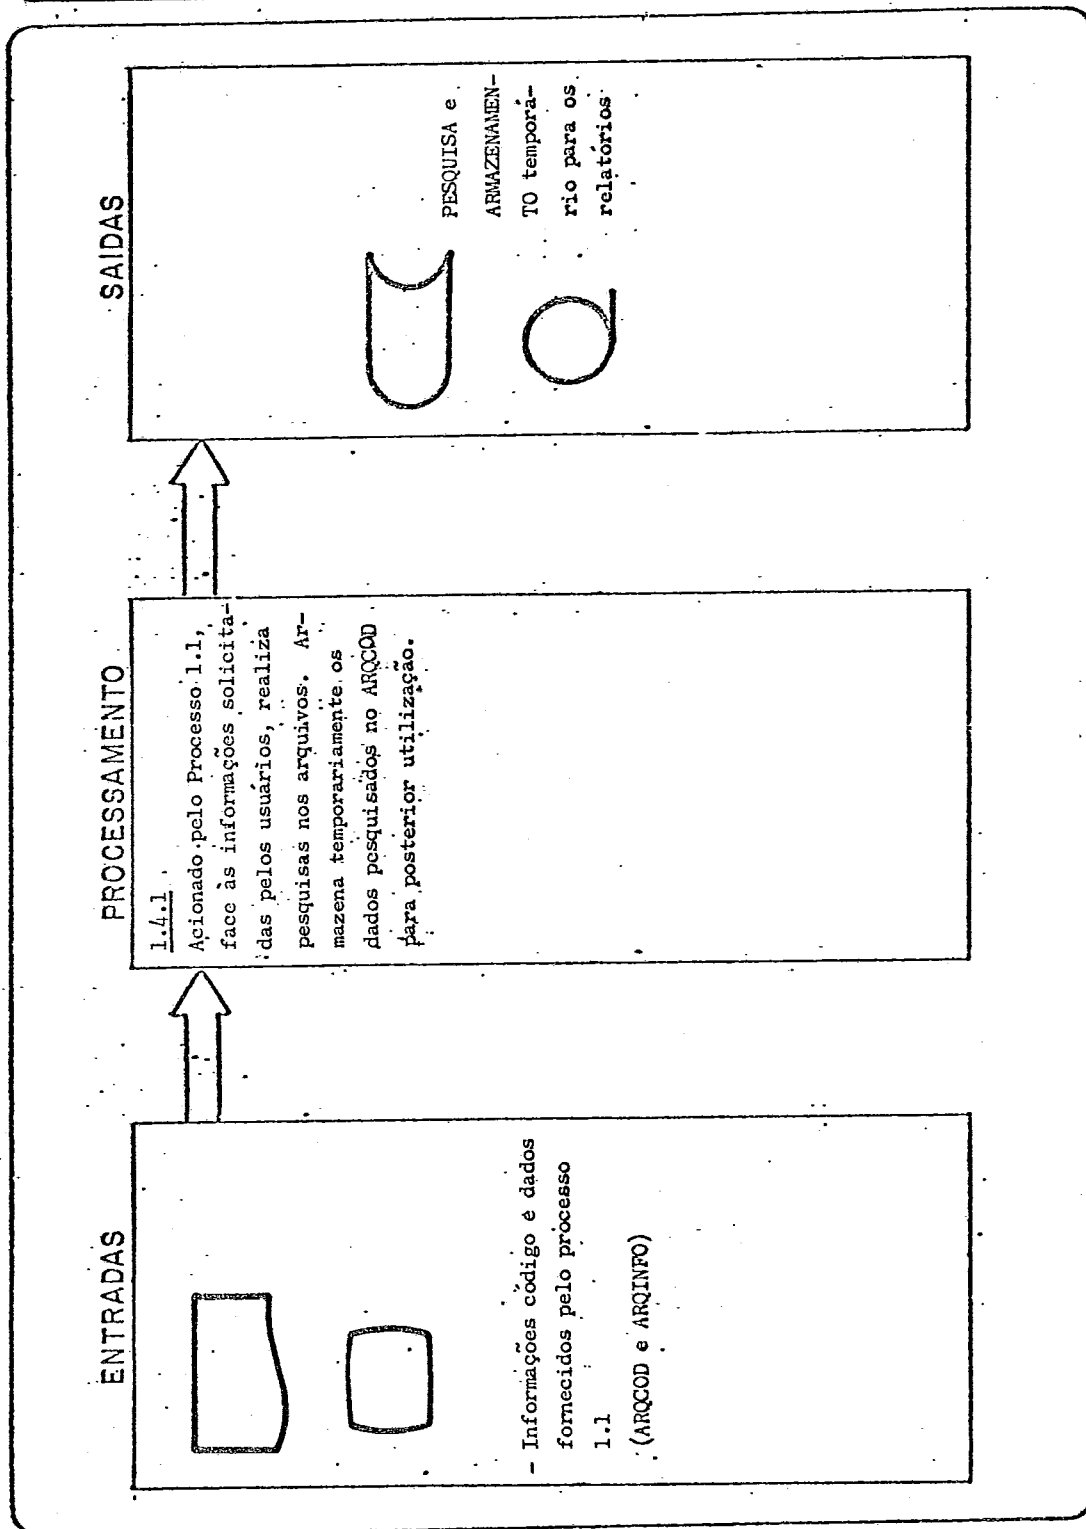 ENTRADAS
- Informações código e dados
fornecidos pelo processo
1.1
(ARQCOD e ARQINFO)
PROCESSAMENTO
1.4.1
Acionado pelo Processo 1.1,
face às informações solicita-
das pelos usuários, realiza
pesquisas nos arquivos. Ar-
mazena temporariamente os
dados pesquisados no ARQCOD
para posterior utilização.
SAIDAS
PESQUISA e
ARMAZENAMEN-
TO temporá-
rio para os
relatórios